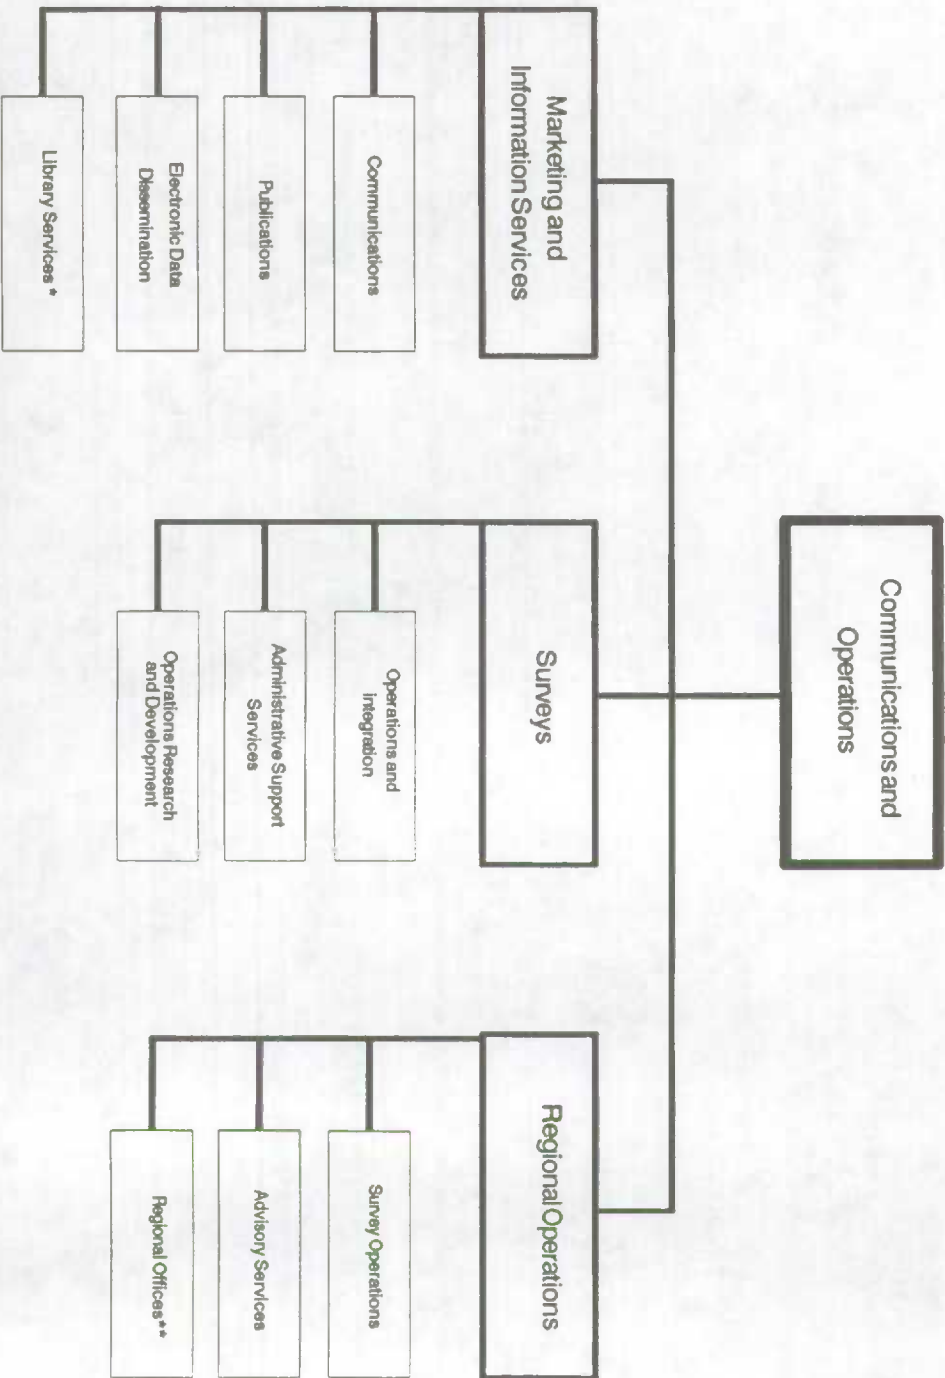 Communications and
Operations
Marketing and
Information Services
Communications
Publications
Electronic Data
Dissemination
Library Services *
Surveys
Operations and
integration
Administrative Support
Services
Operations Research
and Development
Regional Operations
Survey Operations
Advisory Services
Regional Offices**